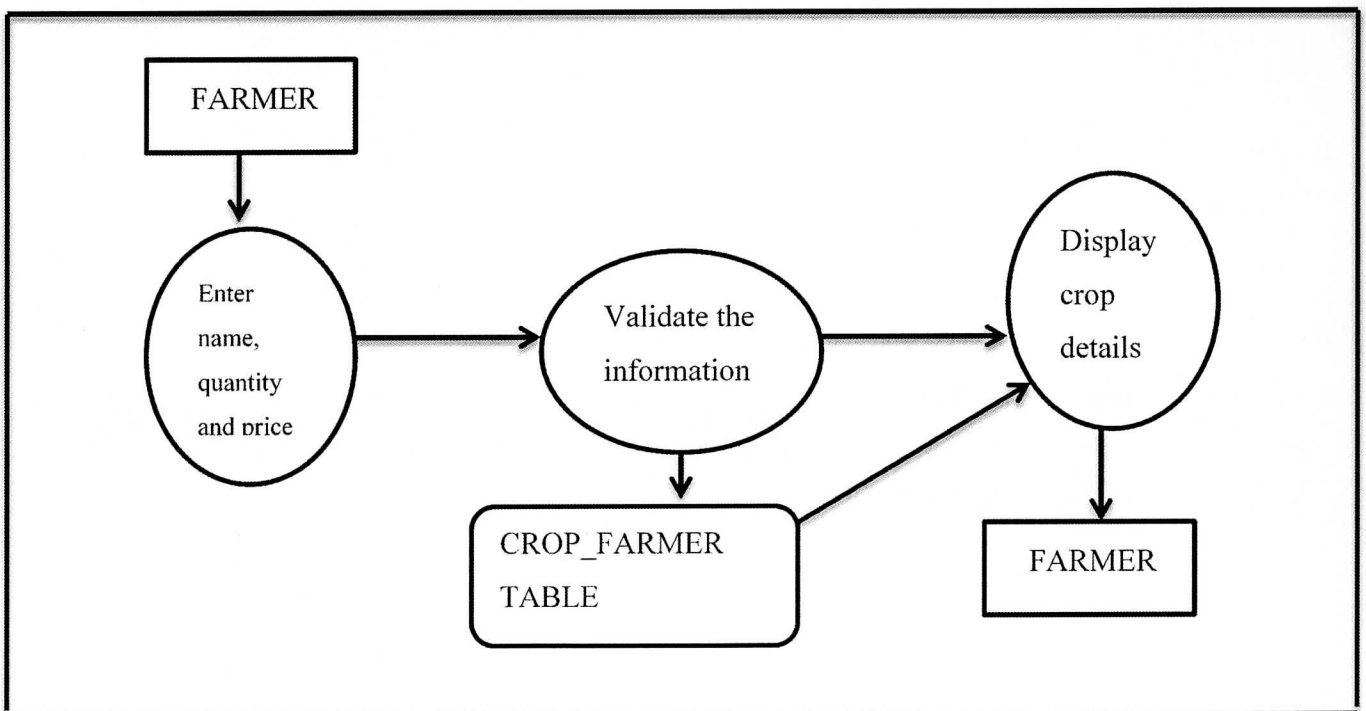 FARMER
Enter
name,
quantity
and price
Validate the
information
Display
crop
details
CROP_FARMER
TABLE
FARMER